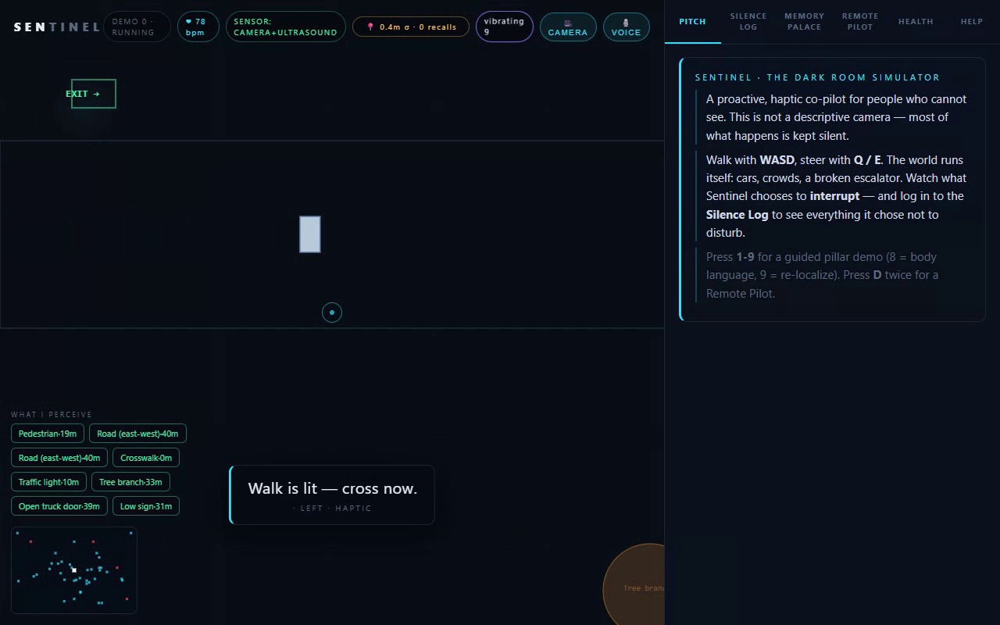 SENTINEL
DEMO 0 · RUNNING
78 bpm
SENSOR: CAMERA+ULTRASOUND
0.4m σ · 0 recalls
vibrating 9
CAMERA
VOICE
PITCH
SILENCE LOG
MEMORY PALACE
REMOTE PILOT
HEALTH
HELP
EXIT →
SENTINEL · THE DARK ROOM SIMULATOR
A proactive, haptic co-pilot for people who cannot
see. This is not a descriptive camera — most of
what happens is kept silent.
Walk with WASD, steer with Q / E. The world runs
itself: cars, crowds, a broken escalator. Watch what
Sentinel chooses to interrupt — and log in to the
Silence Log to see everything it chose not to
disturb.
Press 1-9 for a guided pillar demo (8 = body
language, 9 = re-localize). Press D twice for a
Remote Pilot.
WHAT I PERCEIVE
Pedestrian·19m
Road (east-west)·40m
Road (east-west)·40m
Crosswalk·0m
Traffic light·10m
Tree branch·33m
Open truck door·39m
Low sign·31m
Walk is lit — cross now.
· LEFT · HAPTIC
Tree branc